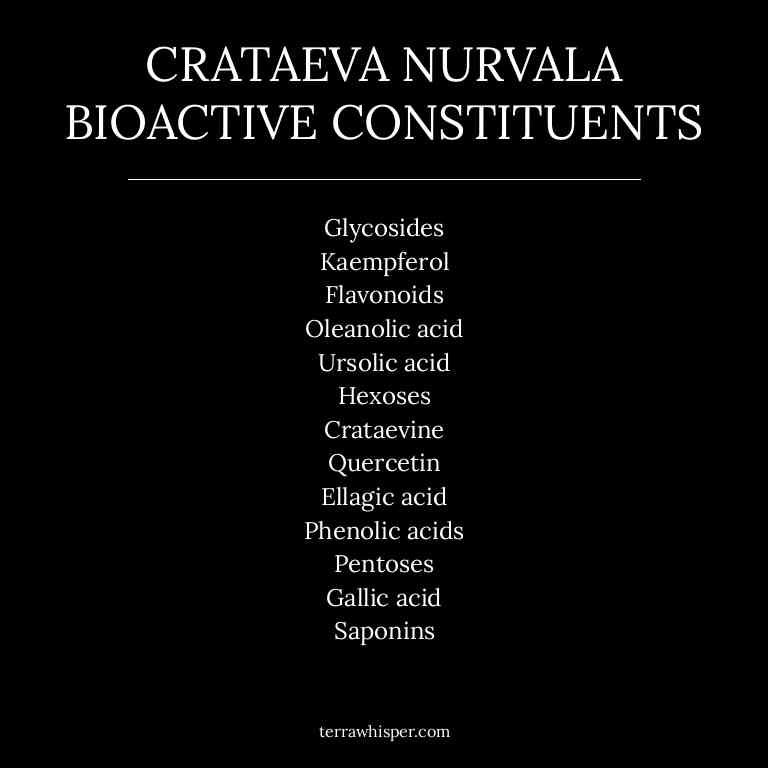 CRATAEVA NURVALA
BIOACTIVE CONSTITUENTS
Glycosides
Kaempferol
Flavonoids
Oleanolic acid
Ursolic acid
Hexoses
Crataevine
Quercetin
Ellagic acid
Phenolic acids
Pentoses
Gallic acid
Saponins
terrawhisper.com